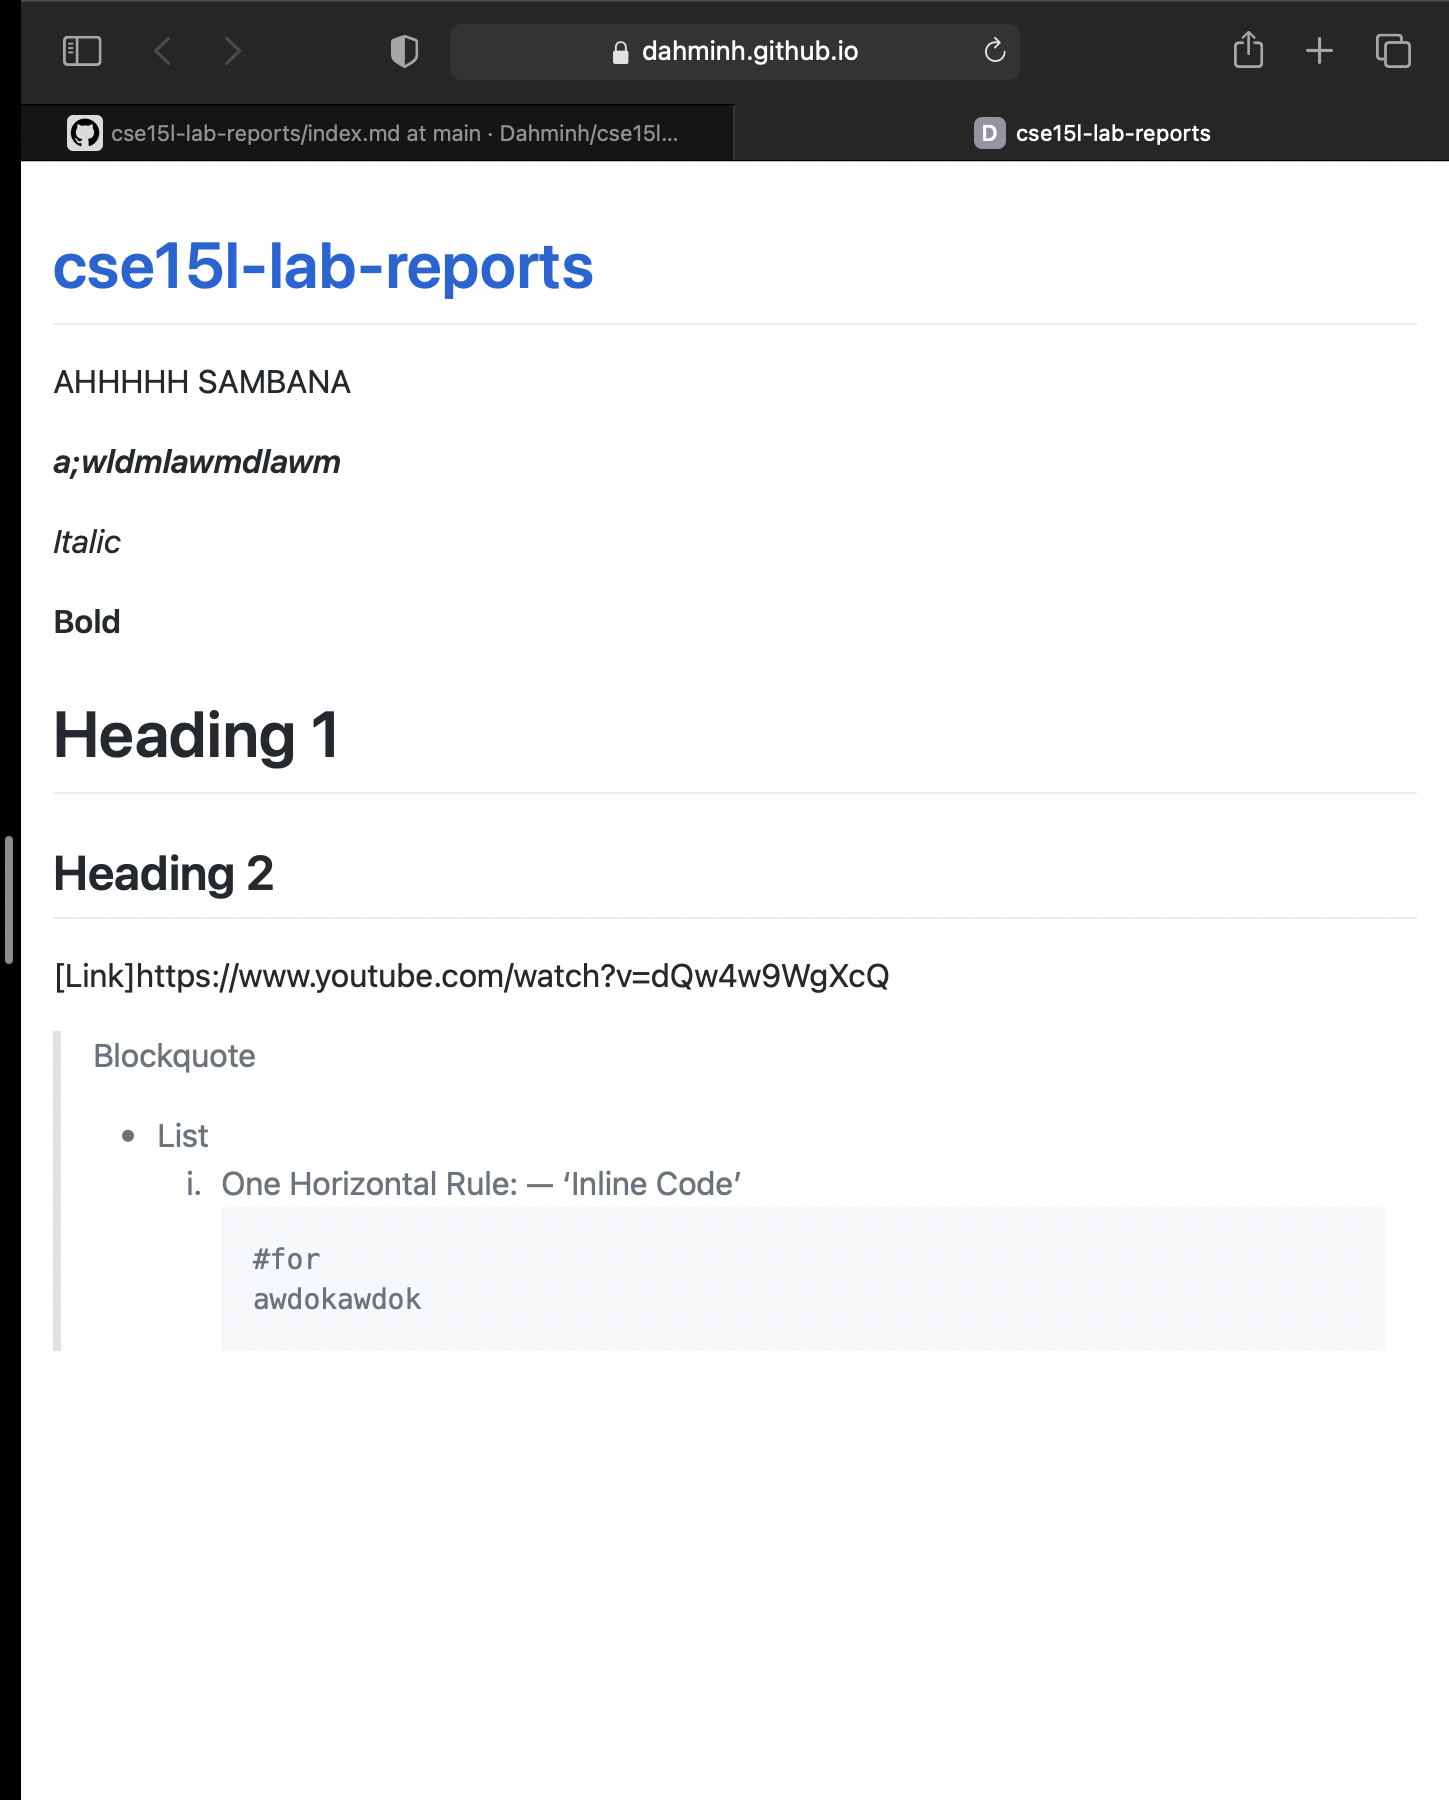 dahminh.github.io
cse15l-lab-reports/index.md at main · Dahminh/cse15l...
D cse15l-lab-reports
cse15l-lab-reports
AHHHHH SAMBANA
a;wldmlawmdlawm
Italic
Bold
Heading 1
Heading 2
[Link]https://www.youtube.com/watch?v=dQw4w9WgXcQ
Blockquote
• List
i. One Horizontal Rule: — ‘Inline Code’
#for
awdokawdok